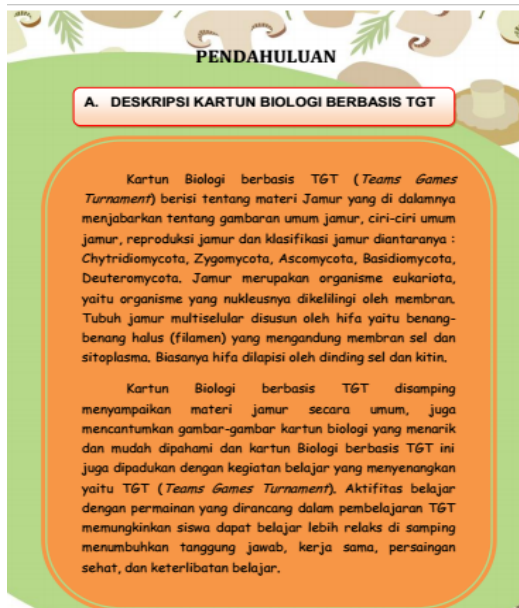 PENDAHULUAN
A. DESKRIPSI KARTUN BIOLOGI BERBASIS TGT
Kartun Biologi berbasis TGT (Teams Games
Turnament) berisi tentang materi Jamur yang di dalamnya
menjabarkan tentang gambaran umum jamur, ciri-ciri umum
jamur, reproduksi jamur dan klasifikasi jamur diantaranya :
Chytridiomycota, Zygomycota, Ascomycota, Basidiomycota,
Deuteromycota. Jamur merupakan organisme eukariota,
yaitu organisme yang nukleusnya dikelilingi oleh membran.
Tubuh jamur multiselular disusun oleh hifa yaitu benang-
benang halus (filamen) yang mengandung membran sel dan
sitoplasma. Biasanya hifa dilapisi oleh dinding sel dan kitin.
Kartun Biologi berbasis TGT disamping
menyampaikan materi jamur secara umum, juga
mencantumkan gambar-gambar kartun biologi yang menarik
dan mudah dipahami dan kartun Biologi berbasis TGT ini
juga dipadukan dengan kegiatan belajar yang menyenangkan
yaitu TGT (Teams Games Turnament). Aktifitas belajar
dengan permainan yang dirancang dalam pembelajaran TGT
memungkinkan siswa dapat belajar lebih relaks di samping
menumbuhkan tanggung jawab, kerja sama, persaingan
sehat, dan keterlibatan belajar.